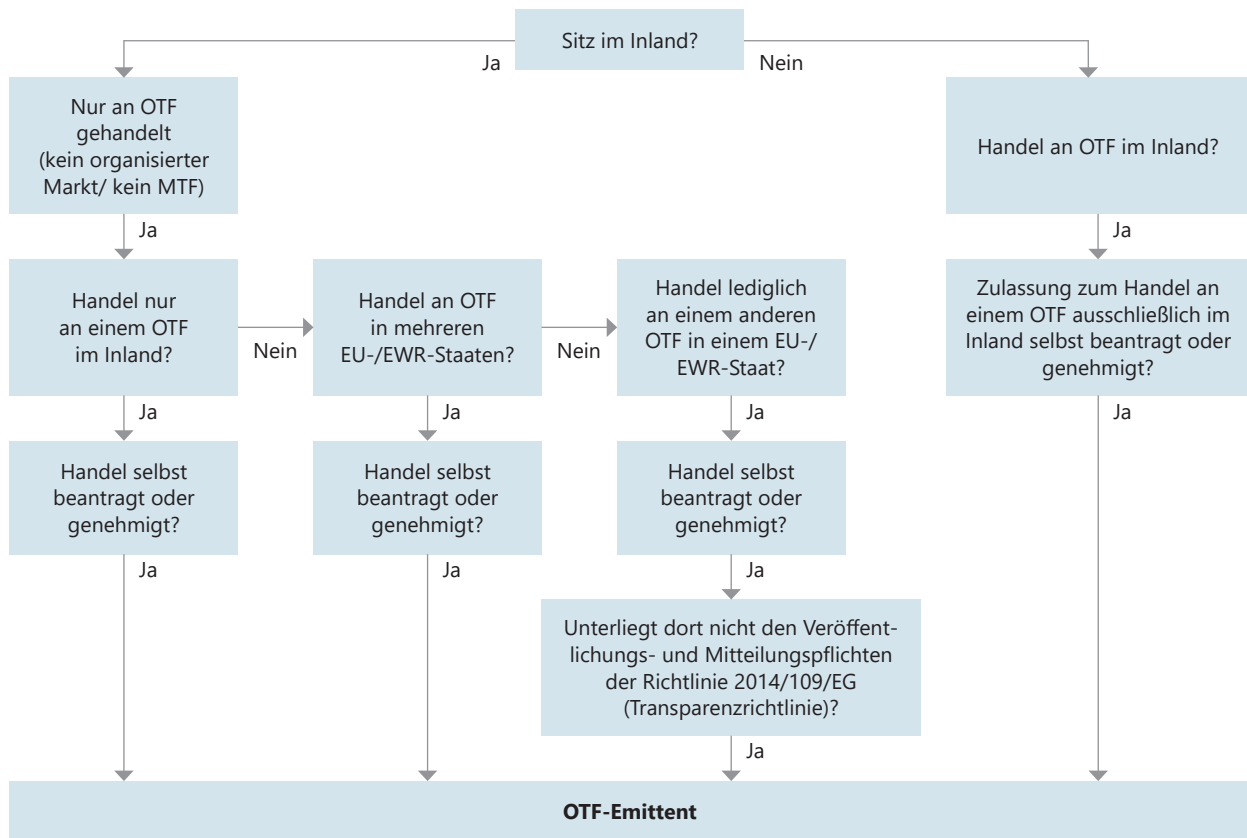 Sitz im Inland?
Ja
Nein
Nur an OTF
gehandelt
(kein organisierter
Markt/ kein MTF)
Handel an OTF im Inland?
Ja
Ja
Handel nur
an einem OTF
im Inland?
Nein
Handel an OTF
in mehreren
EU-/EWR-Staaten?
Nein
Handel lediglich
an einem anderen
OTF in einem EU-/
EWR-Staat?
Zulassung zum Handel an
einem OTF ausschließlich im
Inland selbst beantragt oder
genehmigt?
Ja
Ja
Ja
Ja
Handel selbst
beantragt oder
genehmigt?
Handel selbst
beantragt oder
genehmigt?
Handel selbst
beantragt oder
genehmigt?
Ja
Ja
Ja
Unterliegt dort nicht den Veröffent-
lichungs- und Mitteilungspflichten
der Richtlinie 2014/109/EG
(Transparenzrichtlinie)?
Ja
OTF-Emittent